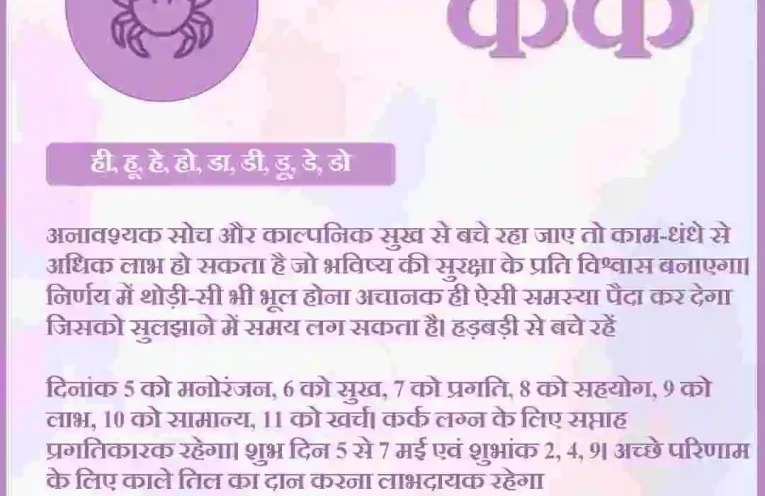 कर्क
ही, हू, हे, हो, डा, डी, डू, डे, डो
अनावश्यक सोच और काल्पनिक सुख से बचे रहा जाए तो काम-धंधे से
अधिक लाभ हो सकता है जो भविष्य की सुरक्षा के प्रति विश्वास बनाएगा।
निर्णय में थोड़ी-सी भी भूल होना अचानक ही ऐसी समस्या पैदा कर देगा
जिसको सुलझाने में समय लग सकता है। हड़बड़ी से बचे रहें
दिनांक 5 को मनोरंजन, 6 को सुख, 7 को प्रगति, 8 को सहयोग, 9 को
लाभ, 10 को सामान्य, 11 को खर्च। कर्क लग्न के लिए सप्ताह
प्रगतिकारक रहेगा। शुभ दिन 5 से 7 मई एवं शुभांक 2, 4, 9। अच्छे परिणाम
के लिए काले तिल का दान करना लाभदायक रहेगा